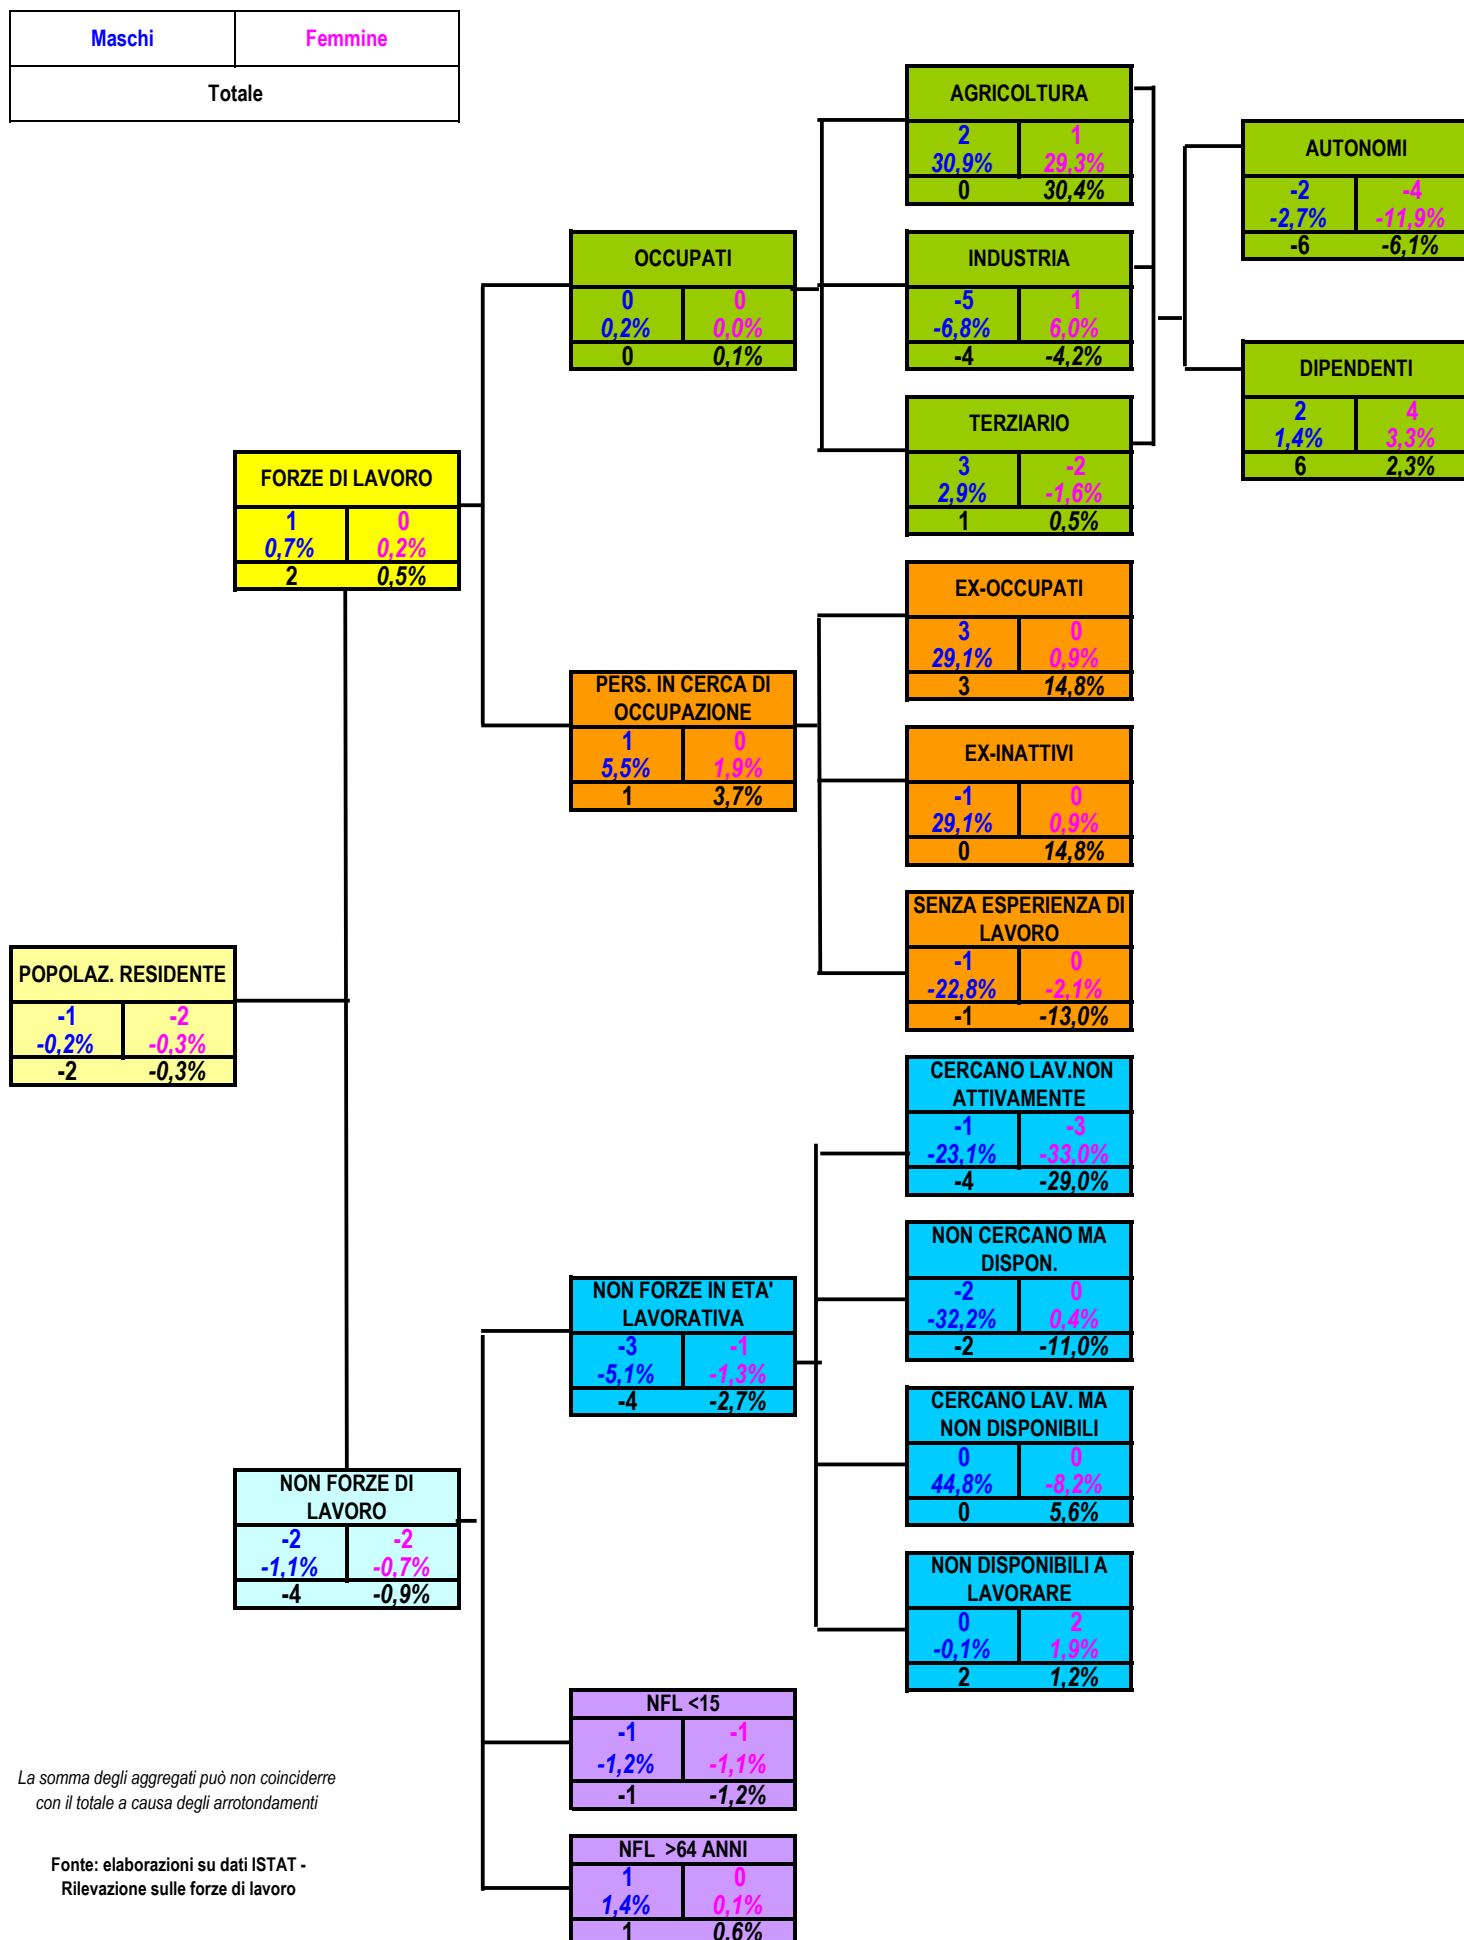 Maschi Femmine
Totale
AGRICOLTURA
2 1
30,9% 29,3%
0 30,4%
AUTONOMI
-2 -4
-2,7% -11,9%
-6 -6,1%
OCCUPATI
0 0
0,2% 0,0%
0 0,1%
INDUSTRIA
-5 1
-6,8% 6,0%
-4 -4,2%
DIPENDENTI
2 4
1,4% 3,3%
6 2,3%
TERZIARIO
3 -2
2,9% -1,6%
1 0,5%
FORZE DI LAVORO
1 0
0,7% 0,2%
2 0,5%
EX-OCCUPATI
3 0
29,1% 0,9%
3 14,8%
PERS. IN CERCA DI
OCCUPAZIONE
1 0
5,5% 1,9%
1 3,7%
EX-INATTIVI
-1 0
29,1% 0,9%
0 14,8%
SENZA ESPERIENZA DI
LAVORO
-1 0
-22,8% -2,1%
-1 -13,0%
POPOLAZ. RESIDENTE
-1 -2
-0,2% -0,3%
-2 -0,3%
CERCANO LAV.NON
ATTIVAMENTE
-1 -3
-23,1% -33,0%
-4 -29,0%
NON CERCANO MA
DISPON.
-2 0
-32,2% 0,4%
-2 -11,0%
NON FORZE IN ETA'
LAVORATIVA
-3 -1
-5,1% -1,3%
-4 -2,7%
CERCANO LAV. MA
NON DISPONIBILI
0 0
44,8% -8,2%
0 5,6%
NON FORZE DI
LAVORO
-2 -2
-1,1% -0,7%
-4 -0,9%
NON DISPONIBILI A
LAVORARE
0 2
-0,1% 1,9%
2 1,2%
NFL <15
-1 -1
-1,2% -1,1%
-1 -1,2%
La somma degli aggregati può non coinciderre
con il totale a causa degli arrotondamenti
NFL >64 ANNI
1 0
1,4% 0,1%
1 0,6%
Fonte: elaborazioni su dati ISTAT -
Rilevazione sulle forze di lavoro